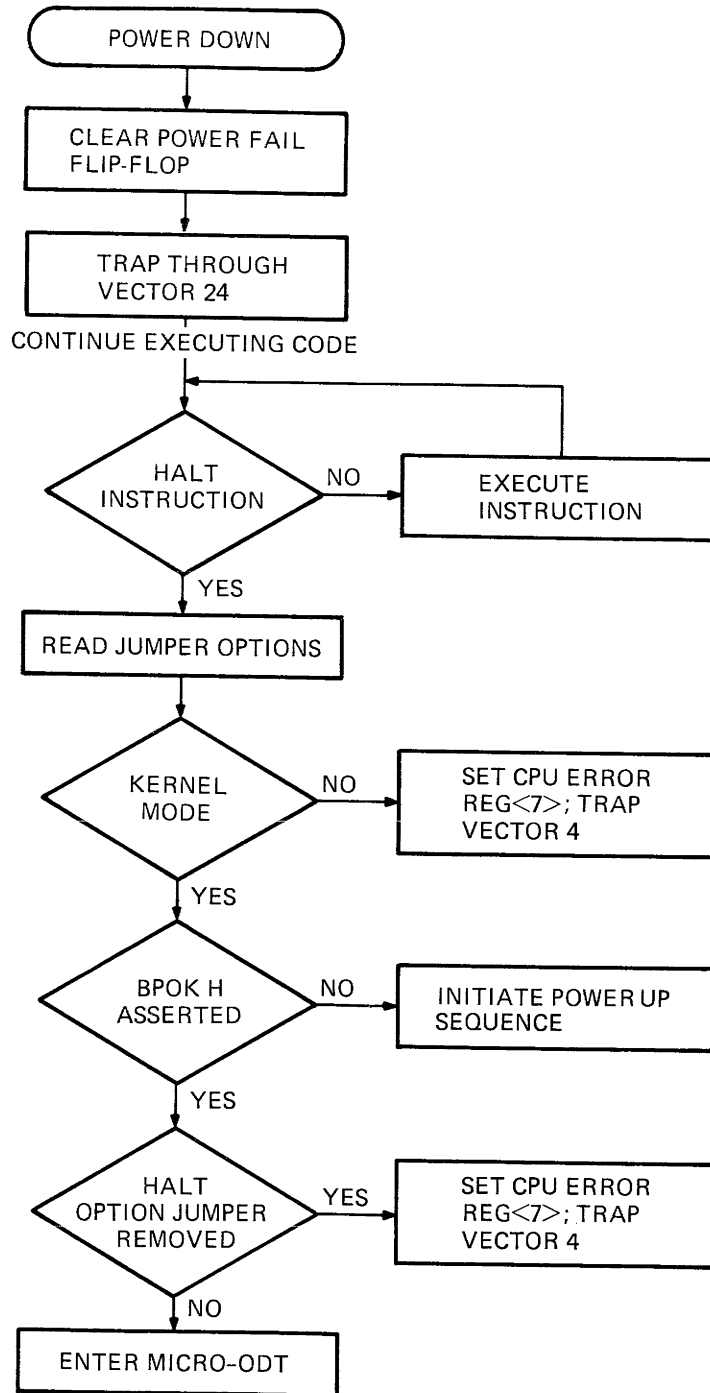 POWER DOWN
CLEAR POWER FAIL
FLIP-FLOP
TRAP THROUGH
VECTOR 24
CONTINUE EXECUTING CODE
HALT
INSTRUCTION
NO
EXECUTE
INSTRUCTION
YES
READ JUMPER OPTIONS
KERNEL
MODE
NO
SET CPU ERROR
REG<7>; TRAP
VECTOR 4
YES
BPOK H
ASSERTED
NO
INITIATE POWER UP
SEQUENCE
YES
HALT
OPTION JUMPER
REMOVED
YES
SET CPU ERROR
REG<7>; TRAP
VECTOR 4
NO
ENTER MICRO-ODT